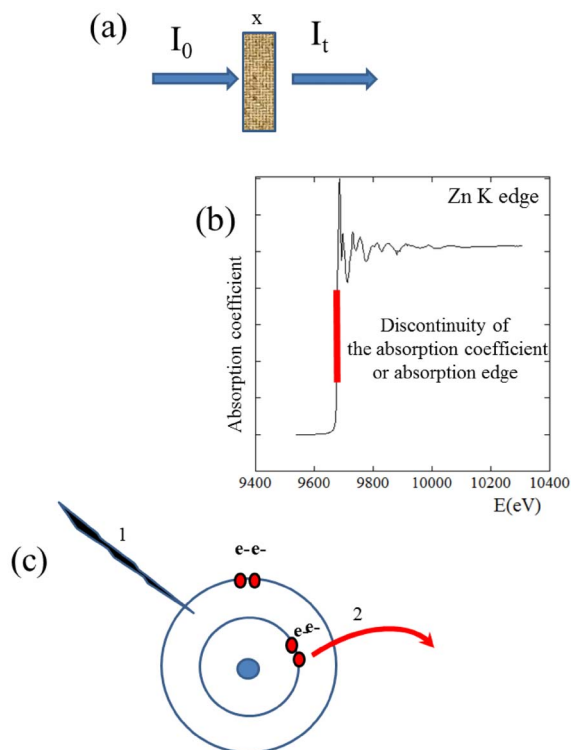 (a)
x
I0
It
(b)
Zn K edge
Absorption coefficient
Discontinuity of
the absorption coefficient
or absorption edge
9400 9600 9800 10000 10200 10400
E(eV)
(c)
1
e-e-
e-e-
2